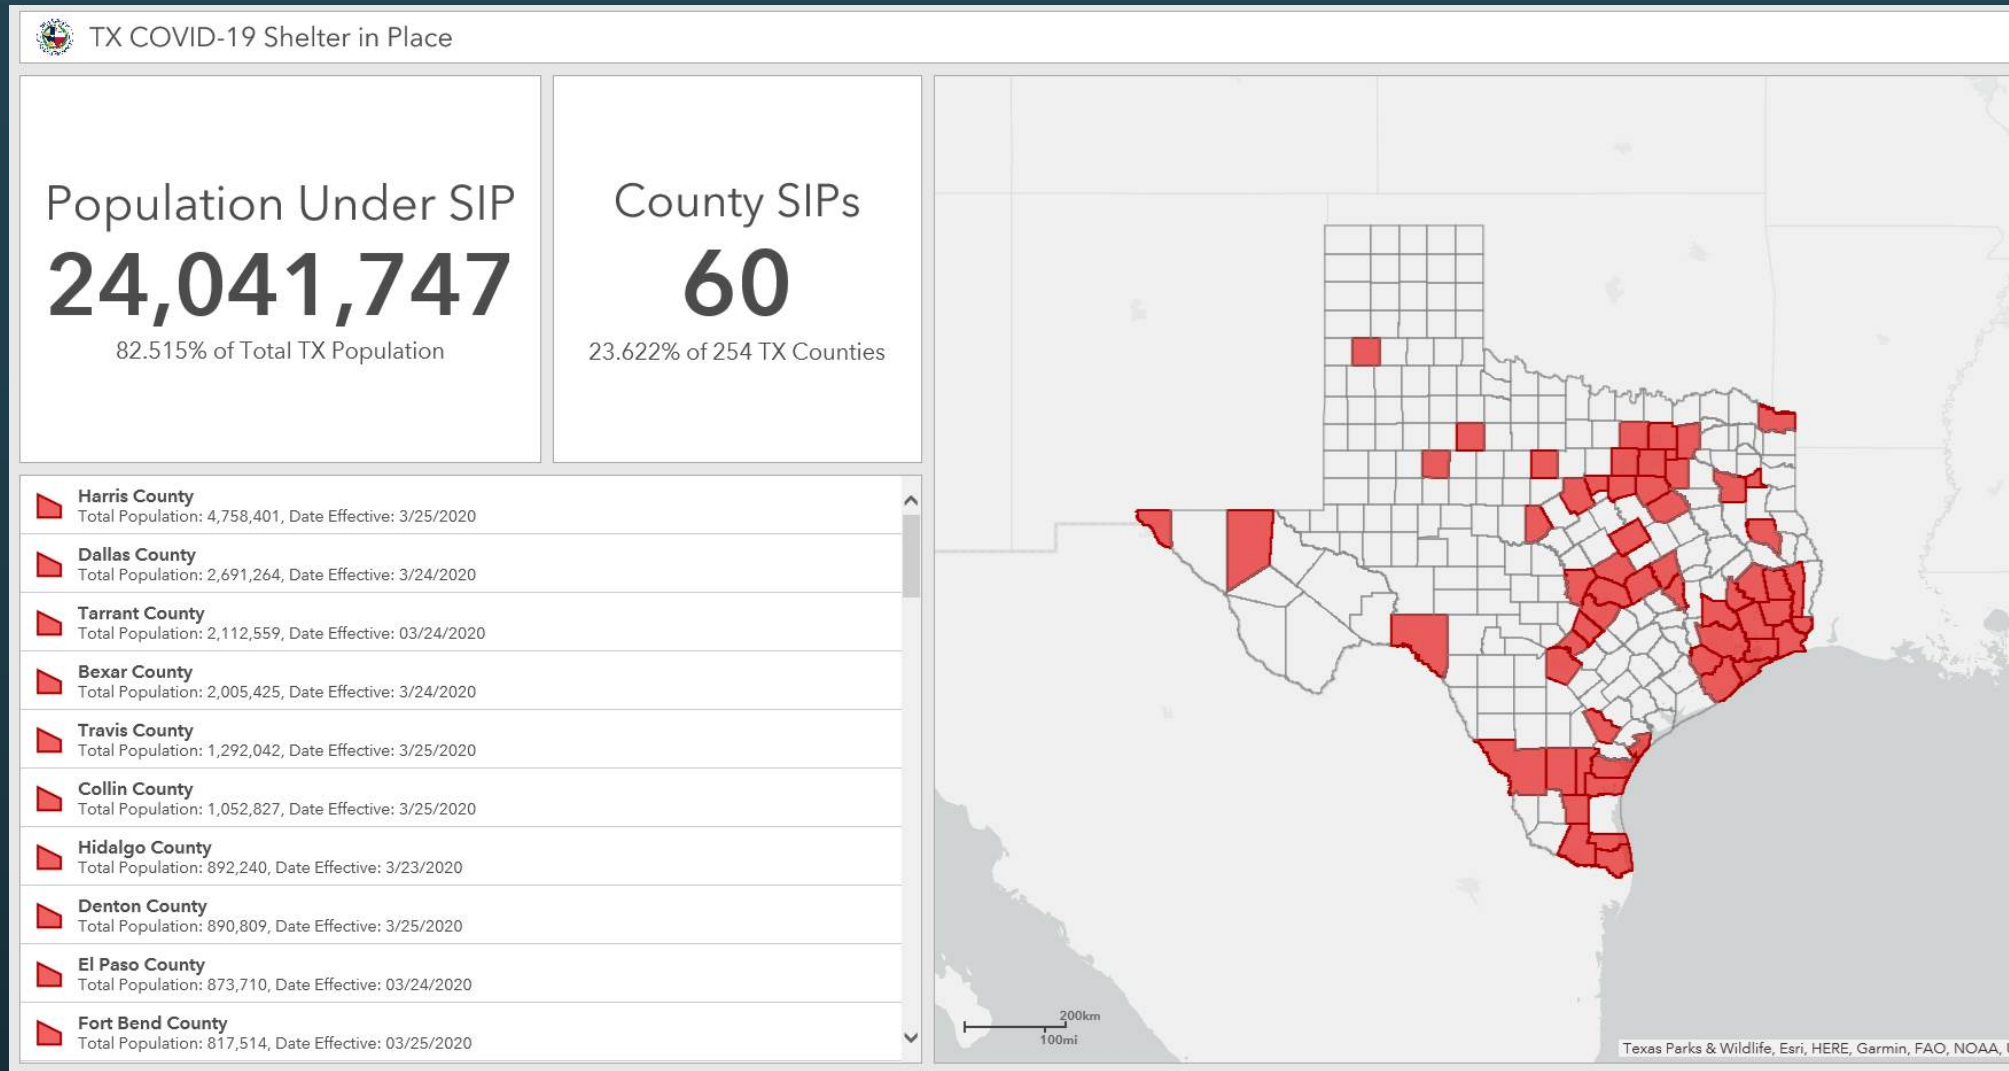 TX COVID-19 Shelter in Place
Population Under SIP
24,041,747
82.515% of Total TX Population
County SIPs
60
23.622% of 254 TX Counties
Harris County
Total Population: 4,758,401, Date Effective: 3/25/2020
Dallas County
Total Population: 2,691,264, Date Effective: 3/24/2020
Tarrant County
Total Population: 2,112,559, Date Effective: 03/24/2020
Bexar County
Total Population: 2,005,425, Date Effective: 3/24/2020
Travis County
Total Population: 1,292,042, Date Effective: 3/25/2020
Collin County
Total Population: 1,052,827, Date Effective: 3/25/2020
Hidalgo County
Total Population: 892,240, Date Effective: 3/23/2020
Denton County
Total Population: 890,809, Date Effective: 3/25/2020
El Paso County
Total Population: 873,710, Date Effective: 03/24/2020
Fort Bend County
Total Population: 817,514, Date Effective: 03/25/2020
200km
100mi
Texas Parks & Wildlife, Esri, HERE, Garmin, FAO, NOAA,